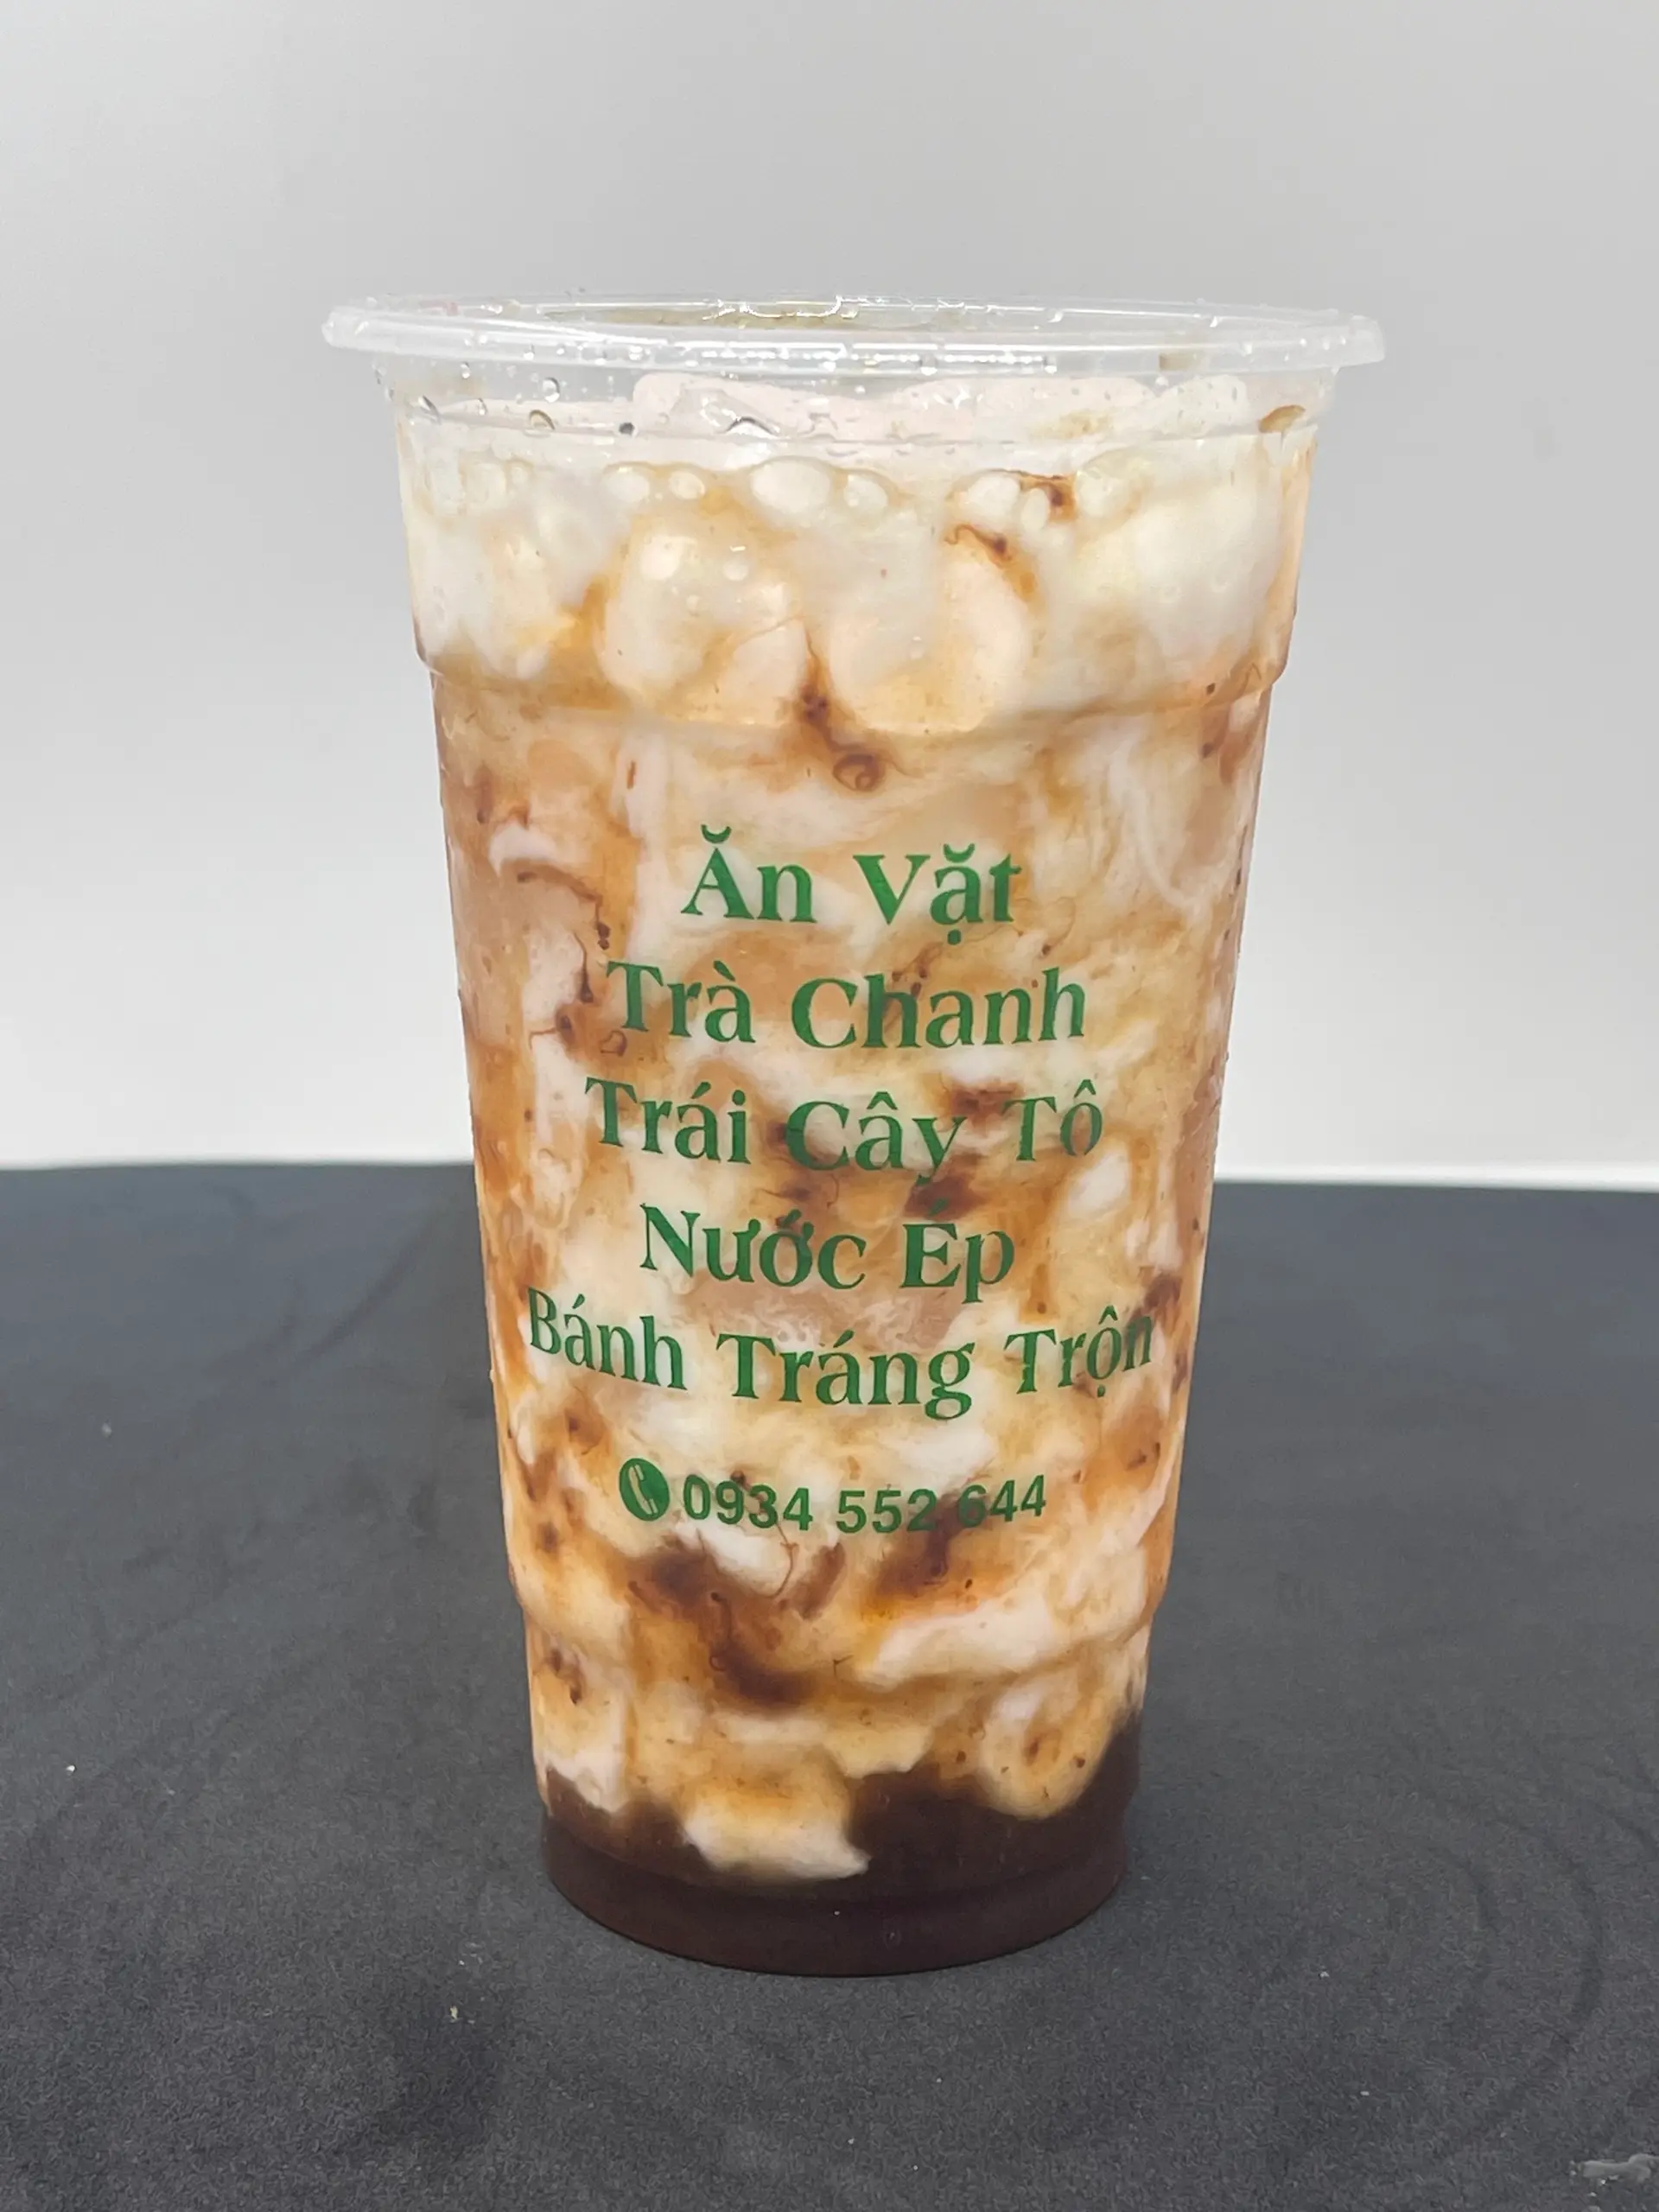 Ăn Vặt
Trà Chanh
Trái Cây Tô
Nước Ép
Bánh Tráng Trộn
0934 552 644